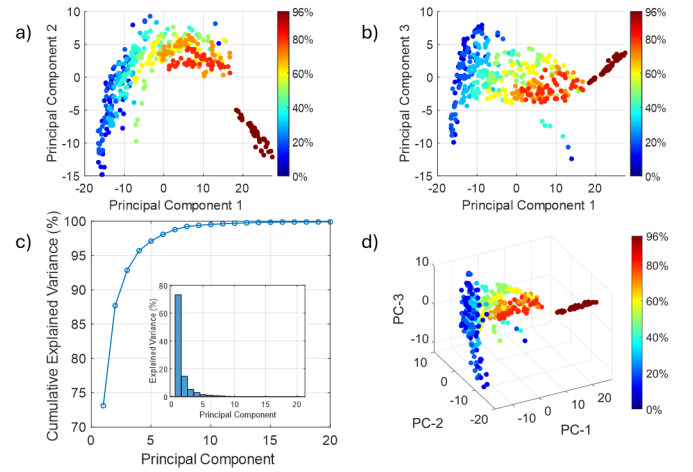 a)
Principal Component 2
10
5
0
-5
-10
-15
-20 -10 0 10 20
Principal Component 1
96%
80%
60%
40%
20%
0%
b)
Principal Component 3
10
5
0
-5
-10
-15
-20 -10 0 10 20
Principal Component 1
96%
80%
60%
40%
20%
0%
c)
Cumulative Explained Variance (%)
100
95
90
85
80
75
70
0 5 10 15 20
Principal Component
Explained Variance (%)
80
60
40
20
0
0 5 10 15 20
Principal Component
d)
PC-3
10
0
-10
10
0
-10
-20
PC-2
-10
0
10
20
PC-1
96%
80%
60%
40%
20%
0%